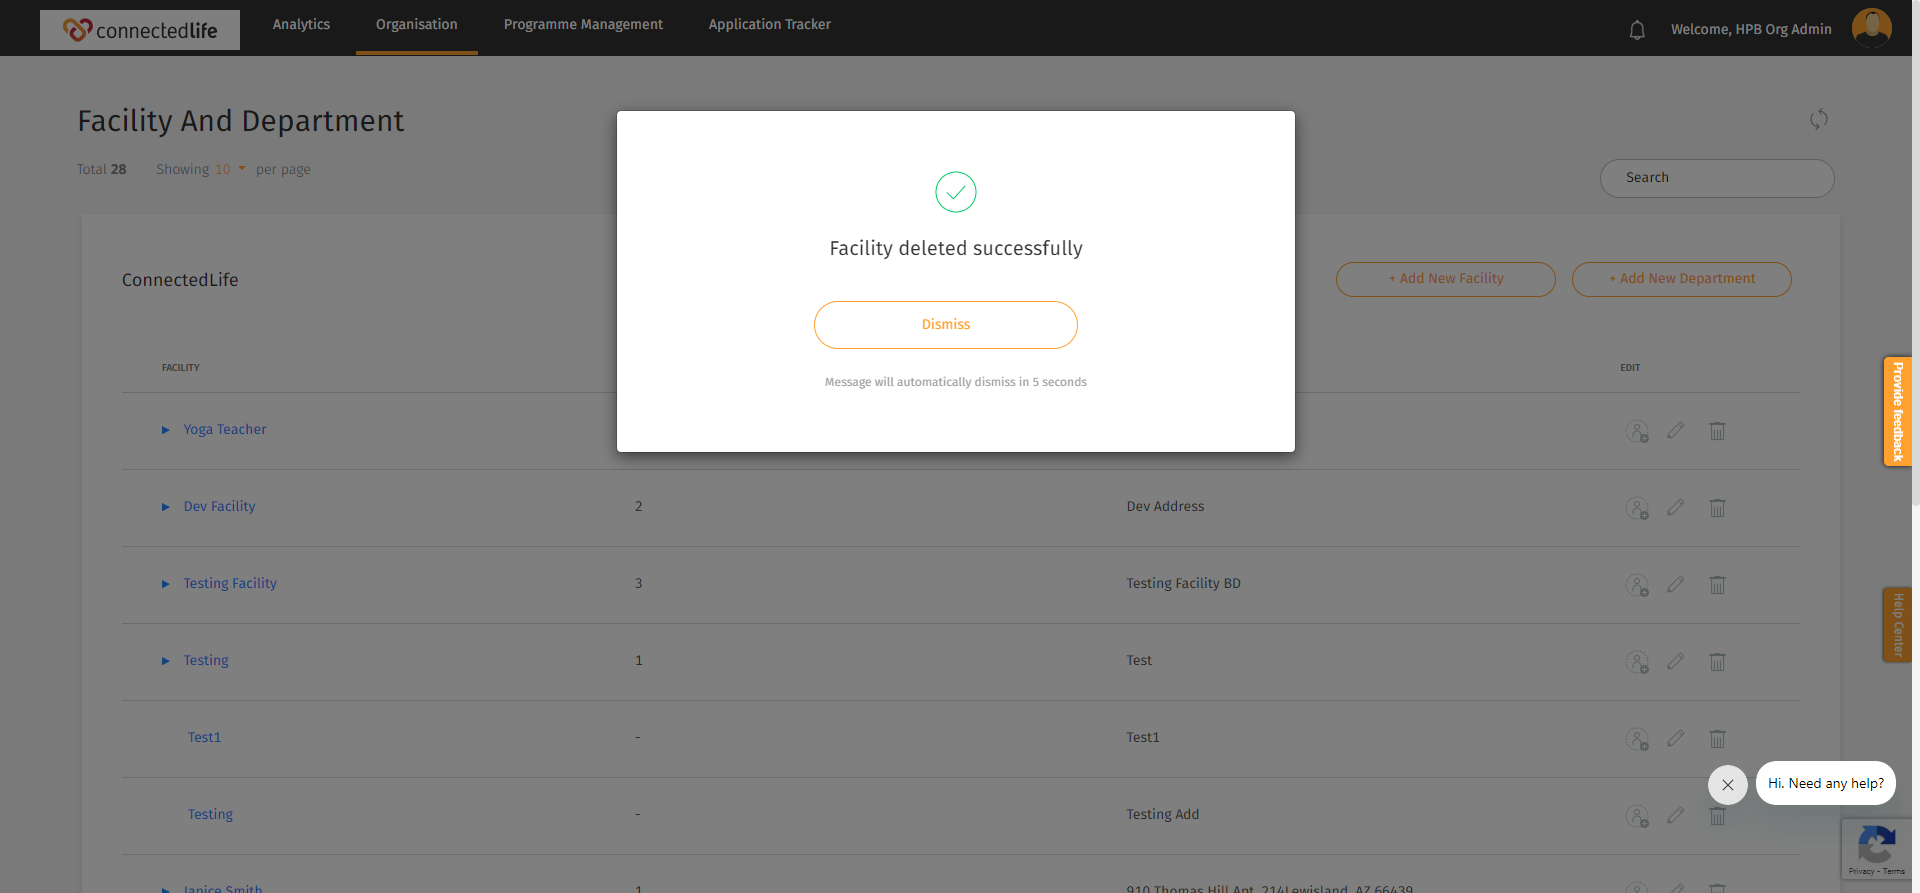 connectedlife
Analytics
Organisation
Programme Management
Application Tracker
Welcome, HPB Org Admin
Facility And Department
Total 28 Showing 10 per page
Search
Facility deleted successfully
Dismiss
Message will automatically dismiss in 5 seconds
ConnectedLife
+ Add New Facility
+ Add New Department
FACILITY
EDIT
Yoga Teacher
Dev Facility 2 Dev Address
Testing Facility 3 Testing Facility BD
Testing 1 Test
Test1 - Test1
Testing - Testing Add
Janice Smith 1 910 Thomas Hill Apt. 214Lewisland, AZ 66439
Provide feedback
Help Center
Hi. Need any help?
Privacy - Terms